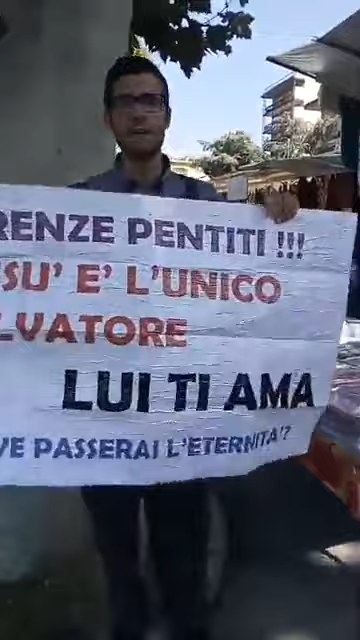 RENZE PENTITI !!!
SU' E' L'UNICO
LVATORE
LUI TI AMA
VE PASSERAI L'ETERNITA'?